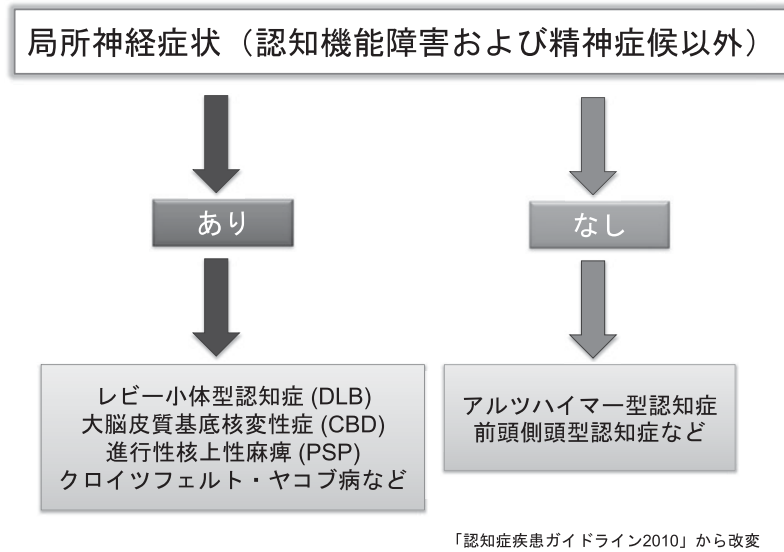 局所神経症状（認知機能障害および精神症候以外）
あり
なし
レビー小体型認知症 (DLB)
大脳皮質基底核変性症 (CBD)
進行性核上性麻痺 (PSP)
クロイツフェルト・ヤコブ病など
アルツハイマー型認知症
前頭側頭型認知症など
「認知症疾患ガイドライン2010」から改変